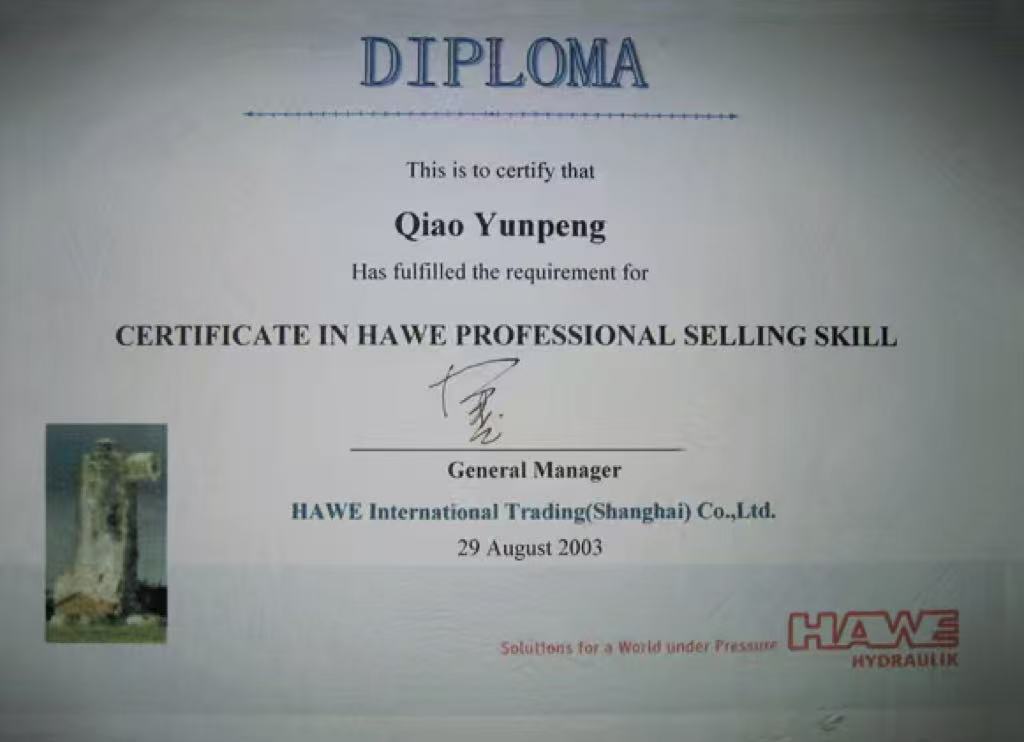 DIPLOMA
This is to certify that
Qiao Yunpeng
Has fulfilled the requirement for
CERTIFICATE IN HAWE PROFESSIONAL SELLING SKILL
General Manager
HAWE International Trading(Shanghai) Co.,Ltd.
29 August 2003
Solutions for a World under Pressure
HAWE
HYDRAULIK